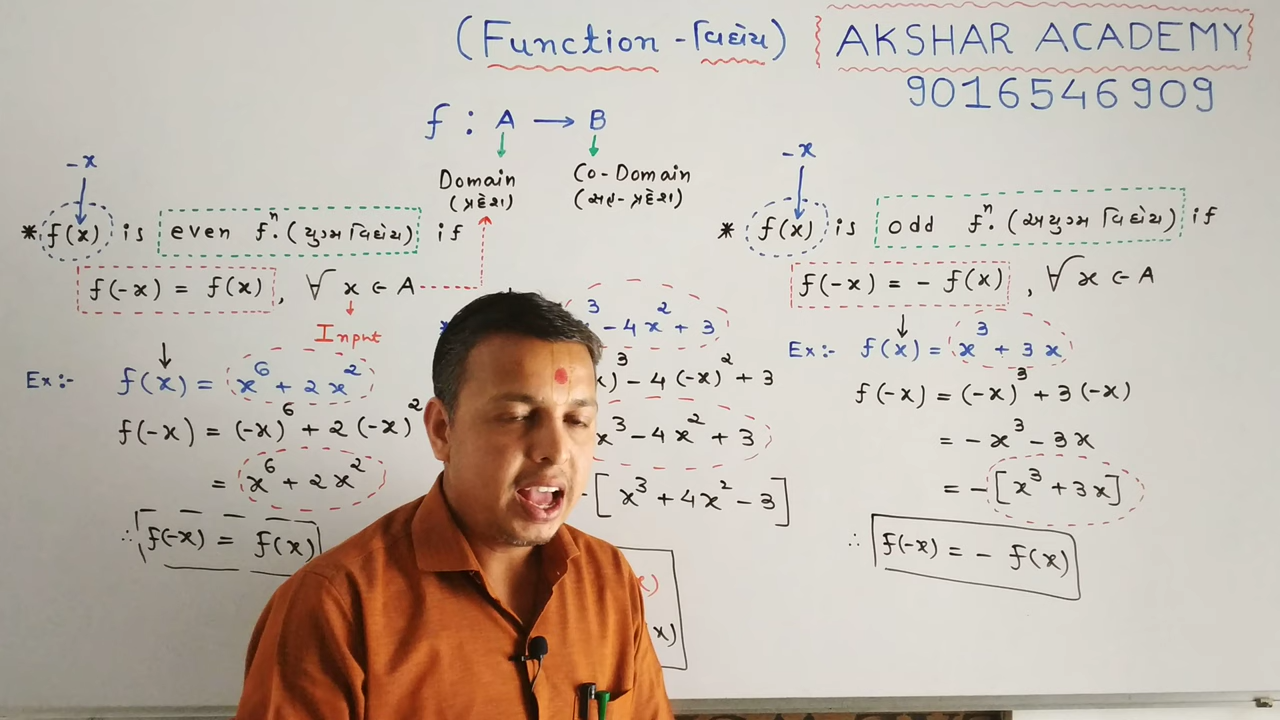 (Function - વિધેય)
AKSHAR ACADEMY
9016546909
f : A → B
Domain
(પ્રદેશ)
Co-Domain
(સહ-પ્રદેશ)
-x
* f(x) is even fⁿ. (યુગ્મ વિધેય) if
f(-x) = f(x) , ∀ x ∈ A
Input
Ex:- f(x) = x⁶ + 2x²
f(-x) = (-x)⁶ + 2(-x)²
= x⁶ + 2x²
∴ f(-x) = f(x)
³ - 4x² + 3
x)³ - 4(-x)² + 3
x³ - 4x² + 3
-[x³ + 4x² - 3]
x)
x)
-x
* f(x) is odd fⁿ. (અયુગ્મ વિધેય) if
f(-x) = - f(x) , ∀ x ∈ A
Ex:- f(x) = x³ + 3x
f(-x) = (-x)³ + 3(-x)
= -x³ - 3x
= -[x³ + 3x]
∴ f(-x) = - f(x)